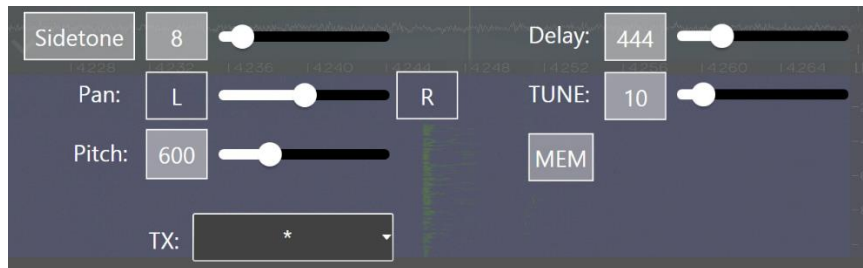 Sidetone 8 Delay: 444
14228 14232 14236 14240 14244 14248 14252 14256 14260 14264
Pan: L R TUNE: 10
Pitch: 600 MEM
TX: *